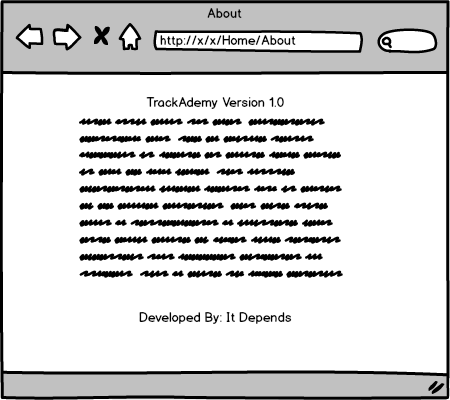 About
http://x/x/Home/About
TrackAdemy Version 1.0
Developed By: It Depends